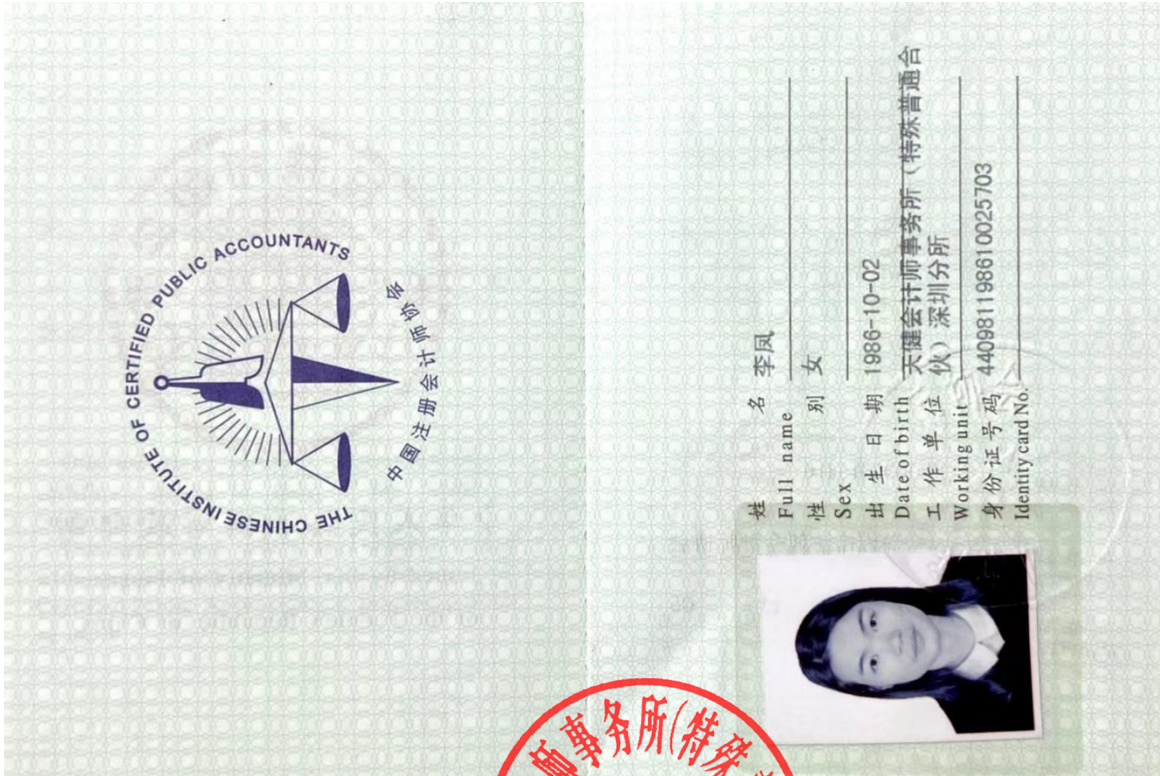 THE CHINESE INSTITUTE OF CERTIFIED PUBLIC ACCOUNTANTS
中国注册会计师协会
姓 名 李凤
Full name
性 别 女
Sex
出 生 日 期 1986-10-02
Date of birth
工 作 单 位 天健会计师事务所（特殊普通合
Working unit 伙）深圳分所
身 份 证 号 码 440981198610025703
Identity card No.
师事务所(特殊